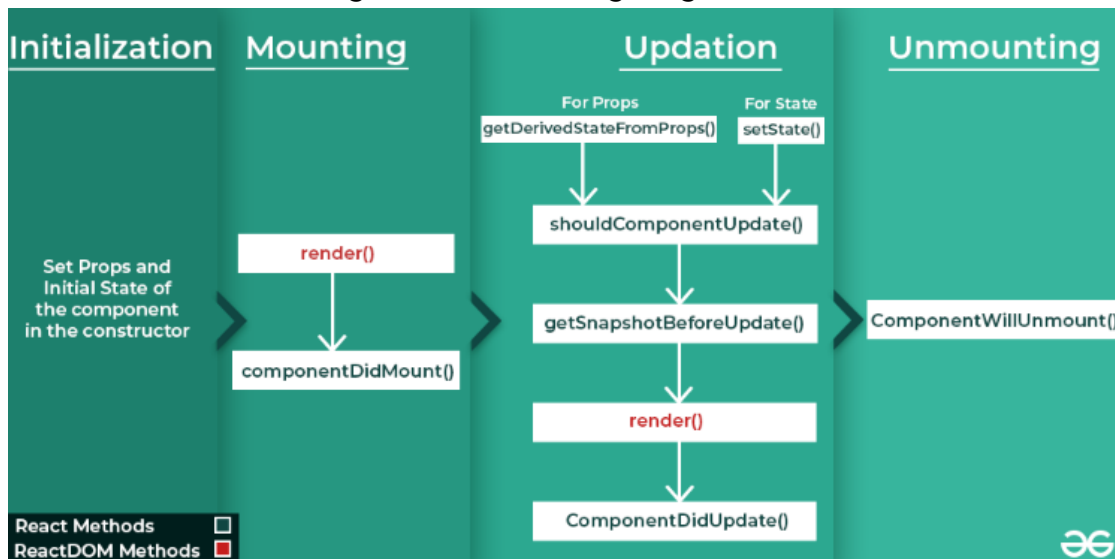 Initialization
Set Props and
Initial State of
the component
in the constructor
Mounting
render()
componentDidMount()
Updation
For Props
getDerivedStateFromProps()
For State
setState()
shouldComponentUpdate()
getSnapshotBeforeUpdate()
render()
ComponentDidUpdate()
Unmounting
ComponentWillUnmount()
React Methods
ReactDOM Methods